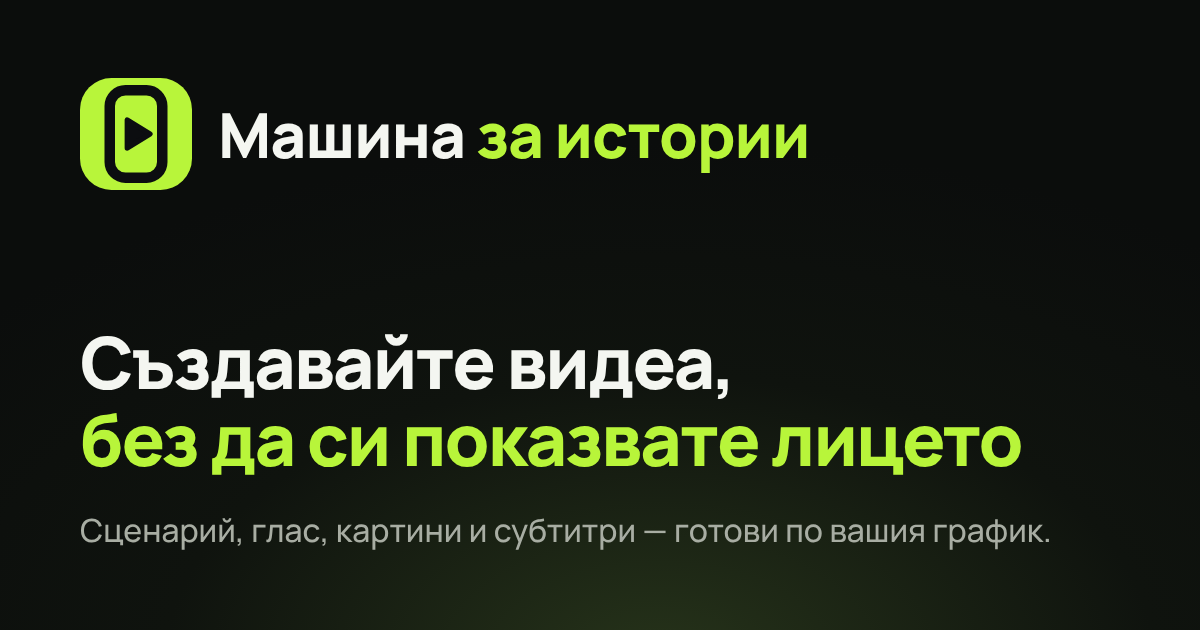 Машина за истории
Създавайте видеа,
без да си показвате лицето
Сценарий, глас, картини и субтитри — готови по вашия график.